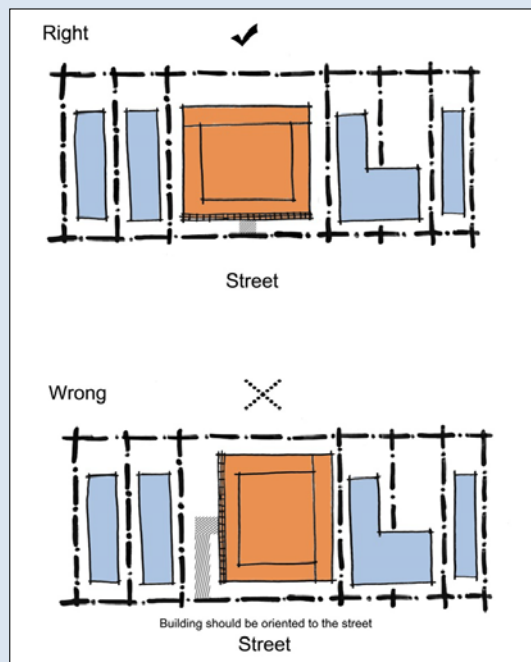 Right
Street
Wrong
Building should be oriented to the street
Street